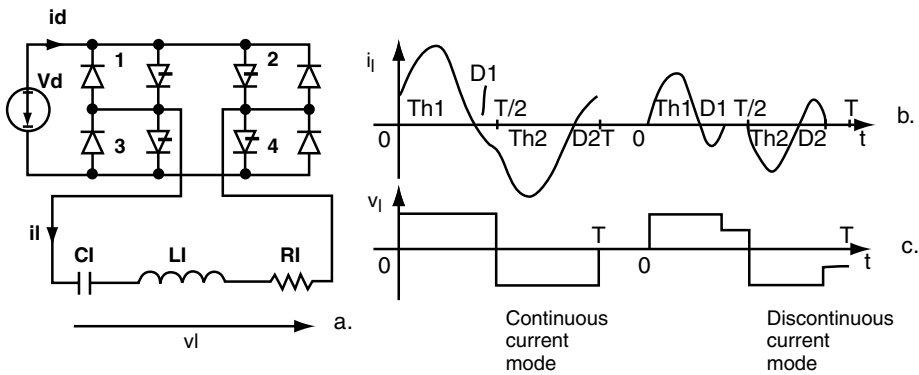 id
1
2
Vd
3
4
il
Cl
Ll
Rl
vl
a.
il
D1
Th1
T/2
0
Th2
D2
T
Th1
D1
T/2
T
0
Th2
D2
t
b.
vl
T
T
0
0
t
c.
Continuous
current
mode
Discontinuous
current
mode